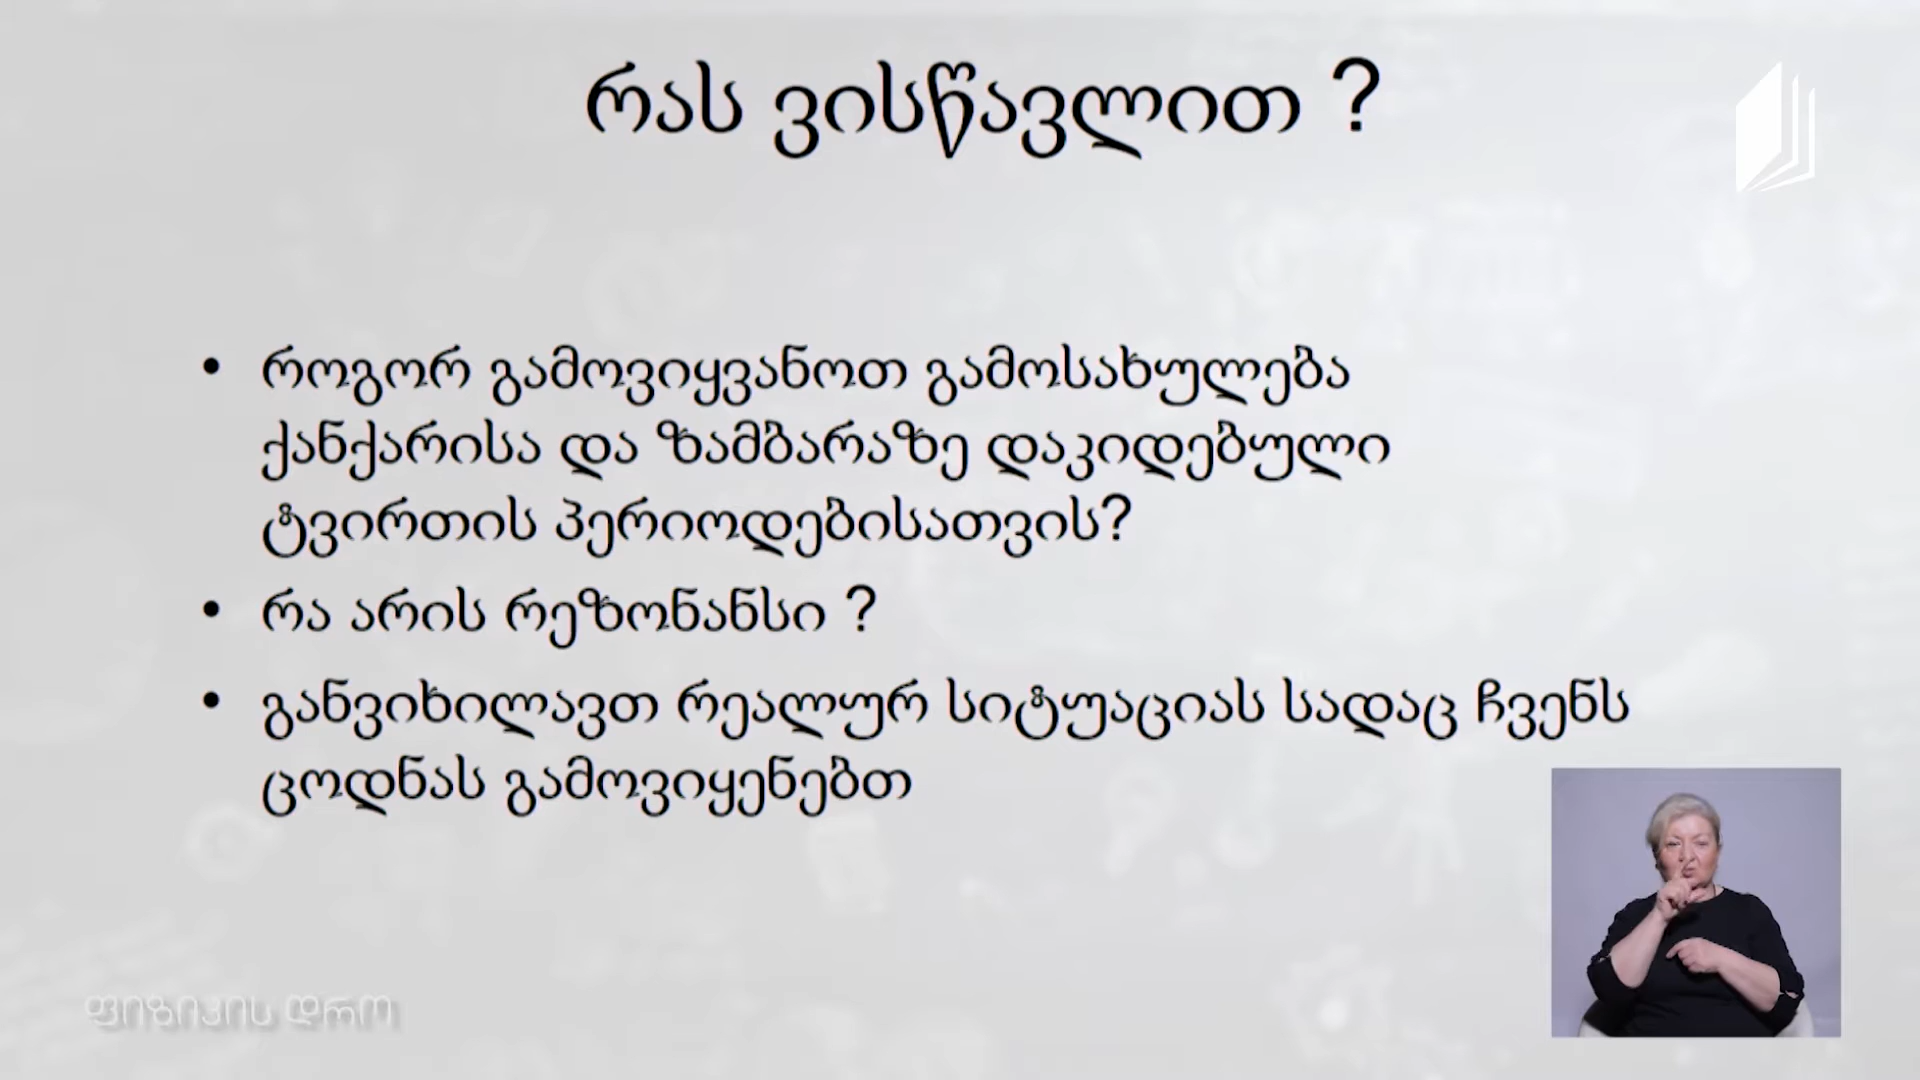 რას ვისწავლით ?
• როგორ გამოვიყვანოთ გამოსახულება
ქანქარისა და ზამბარაზე დაკიდებული
ტვირთის პერიოდებისათვის?
• რა არის რეზონანსი ?
• განვიხილავთ რეალურ სიტუაციას სადაც ჩვენს
ცოდნას გამოვიყენებთ
ფიზიკის დრო